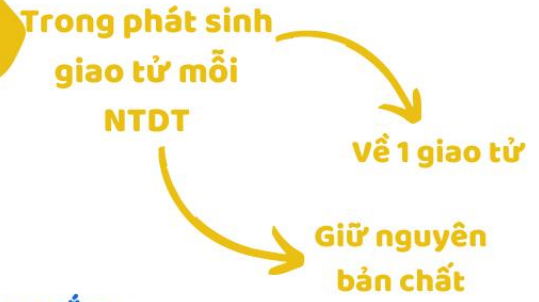 Trong phát sinh
giao tử mỗi
NTDT
Về 1 giao tử
Giữ nguyên
bản chất